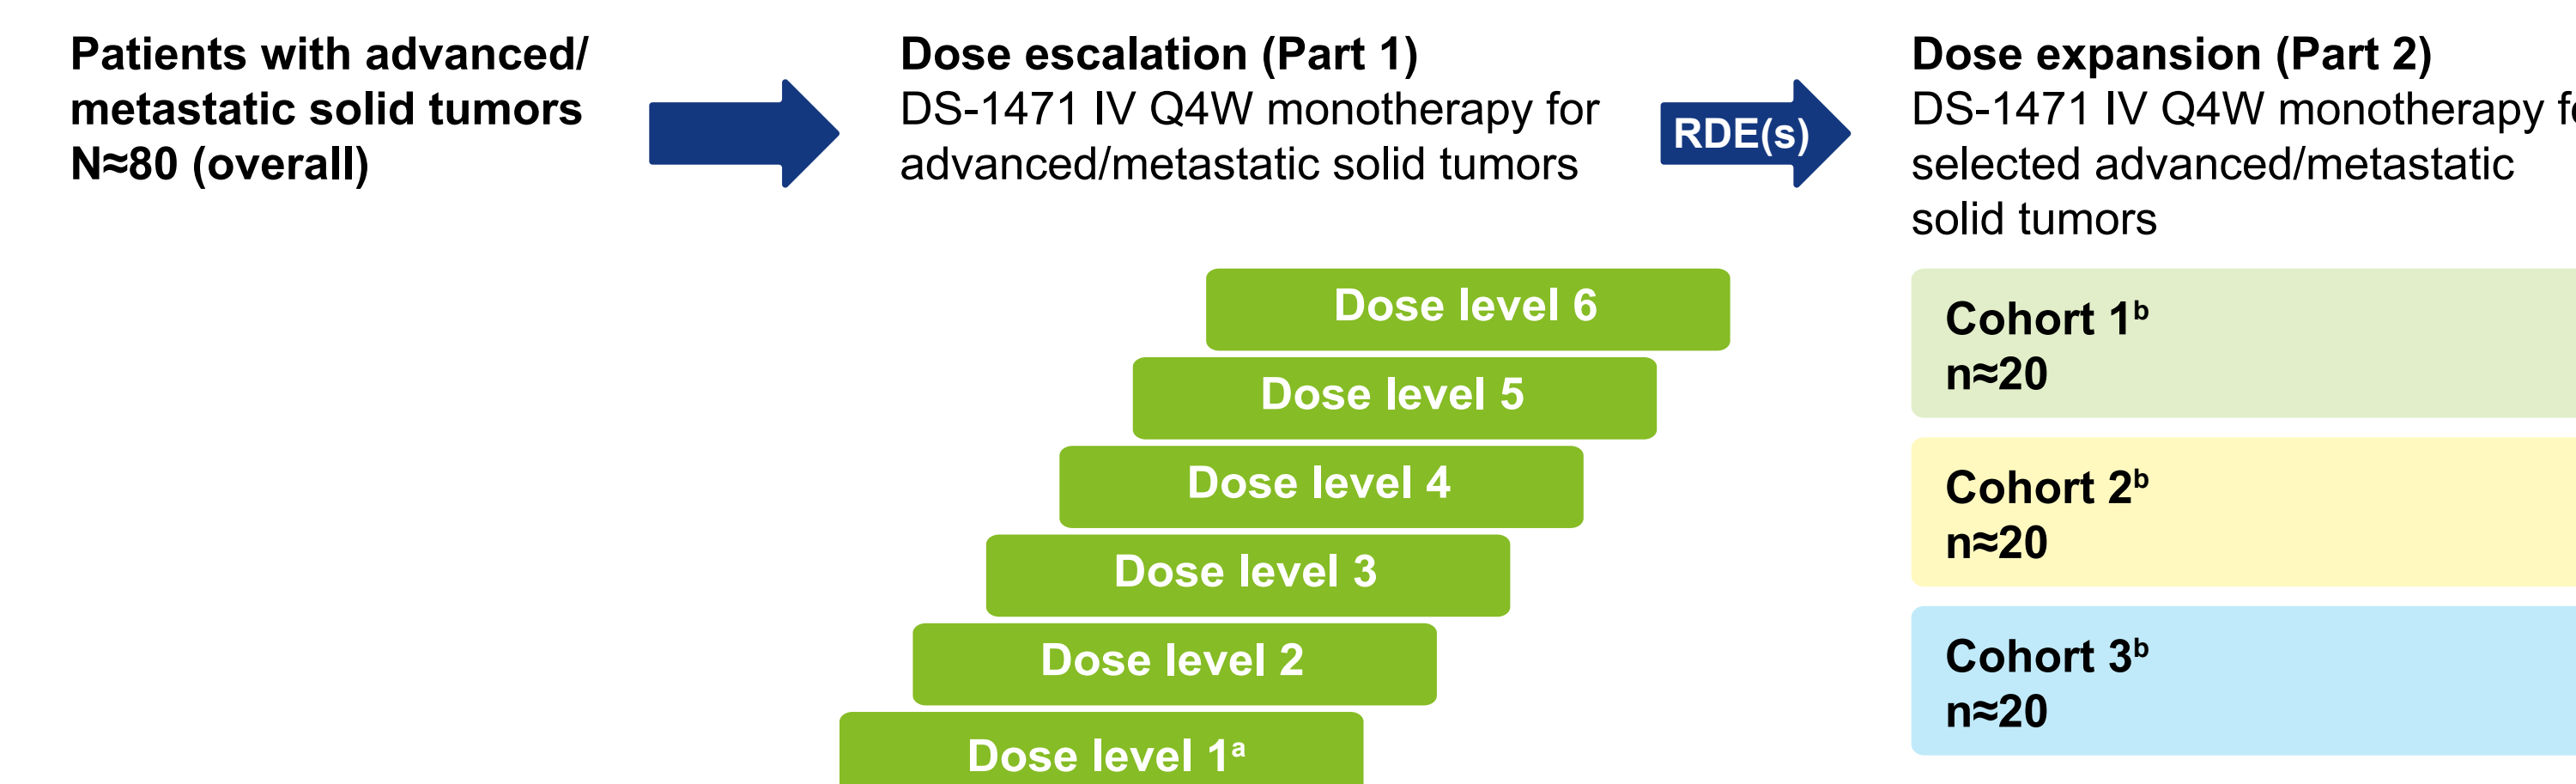 Patients with advanced/
metastatic solid tumors
N≈80 (overall)
Dose escalation (Part 1)
DS-1471 IV Q4W monotherapy for
advanced/metastatic solid tumors
RDE(s)
Dose expansion (Part 2)
DS-1471 IV Q4W monotherapy
selected advanced/metastatic
solid tumors
Dose level 6
Dose level 5
Dose level 4
Dose level 3
Dose level 2
Dose level 1ᵃ
Cohort 1ᵇ
n≈20
Cohort 2ᵇ
n≈20
Cohort 3ᵇ
n≈20